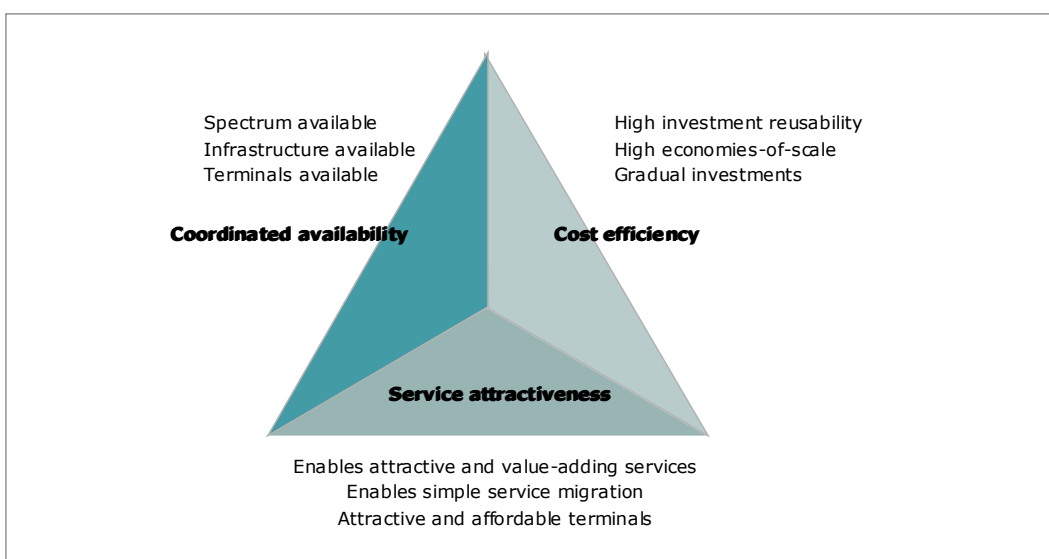 Spectrum available
Infrastructure available
Terminals available
Coordinated availability
High investment reusability
High economies-of-scale
Gradual investments
Cost efficiency
Service attractiveness
Enables attractive and value-adding services
Enables simple service migration
Attractive and affordable terminals